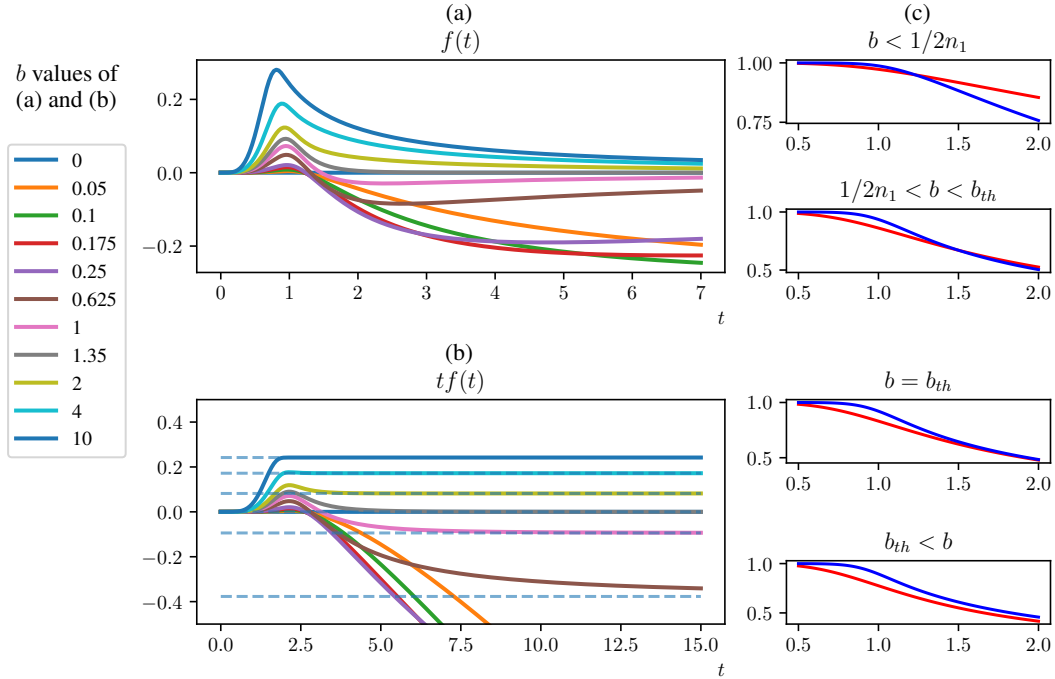 b values of
(a) and (b)
0
0.05
0.1
0.175
0.25
0.625
1
1.35
2
4
10
(a)
f(t)
0.2
0.0
−0.2
0 1 2 3 4 5 6 7
t
(b)
tf(t)
0.4
0.2
0.0
−0.2
−0.4
0.0 2.5 5.0 7.5 10.0 12.5 15.0
t
(c)
b < 1/2n₁
1.00
0.75
0.5 1.0 1.5 2.0
1/2n₁ < b < bₜₕ
1.0
0.5
0.5 1.0 1.5 2.0
b = bₜₕ
1.0
0.5
0.5 1.0 1.5 2.0
bₜₕ < b
1.0
0.5
0.5 1.0 1.5 2.0